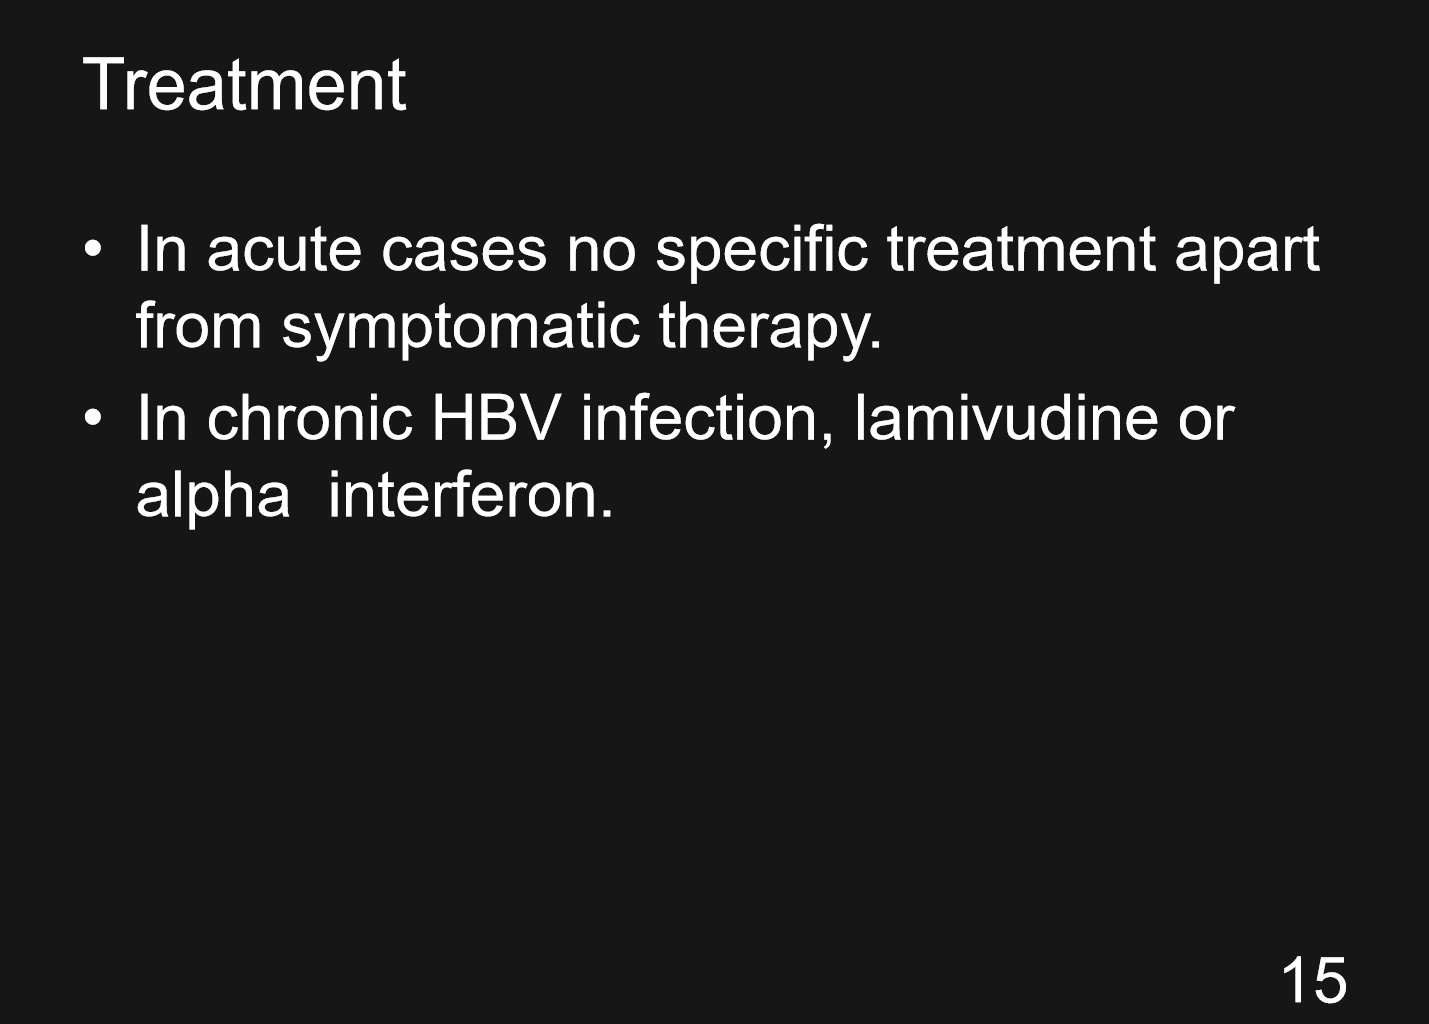 Treatment
• In acute cases no specific treatment apart
from symptomatic therapy.
• In chronic HBV infection, lamivudine or
alpha  interferon.
15